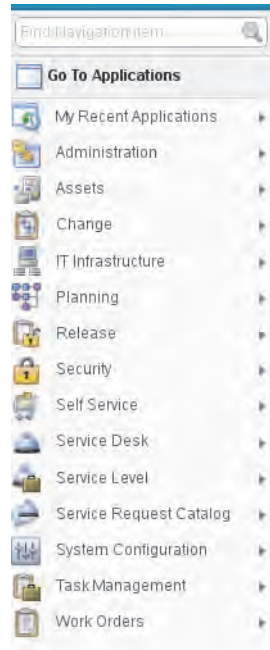 Find Navigation Item...
Go To Applications
My Recent Applications
Administration
Assets
Change
IT Infrastructure
Planning
Release
Security
Self Service
Service Desk
Service Level
Service Request Catalog
System Configuration
Task Management
Work Orders